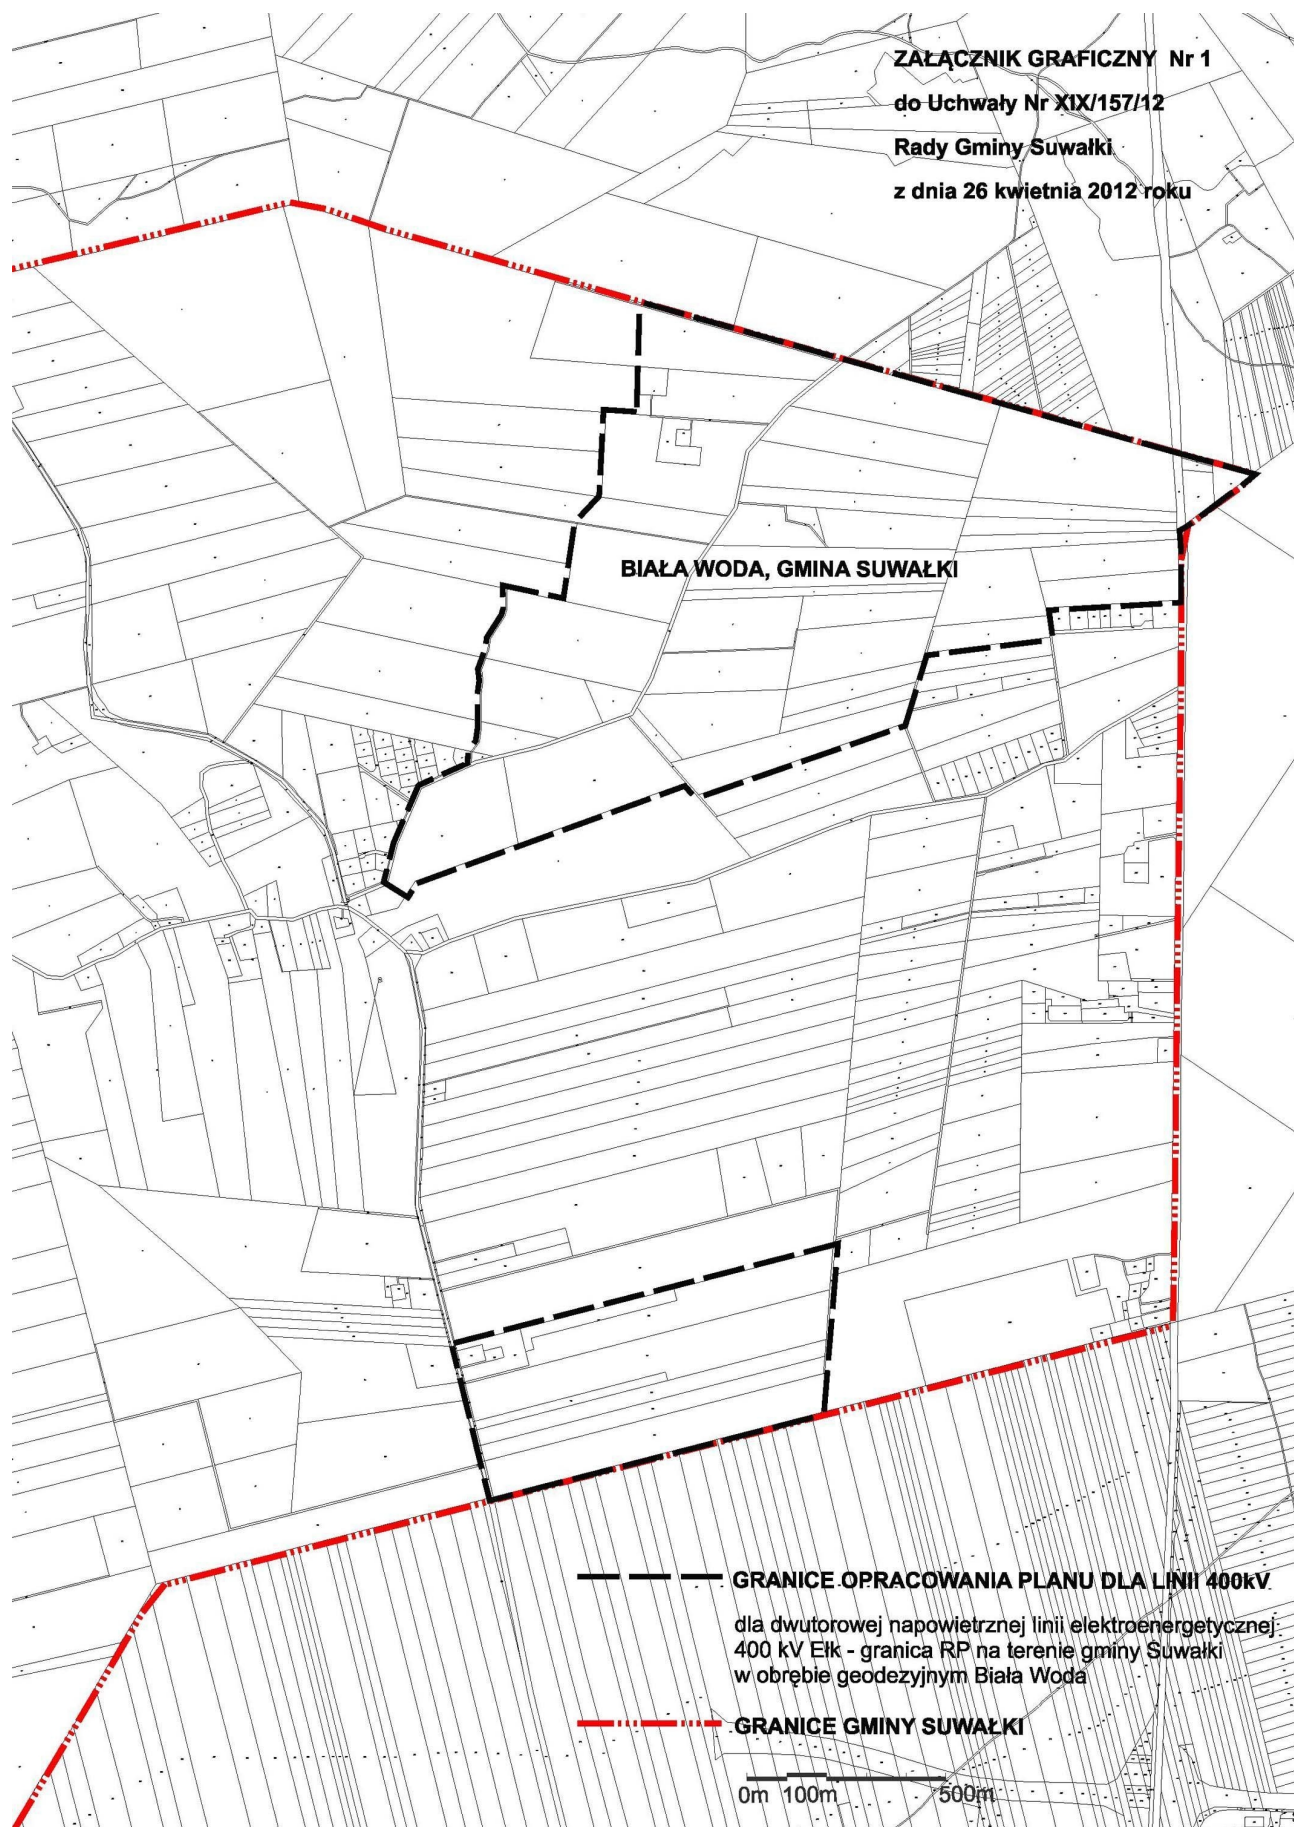 ZAŁĄCZNIK GRAFICZNY Nr 1
do Uchwały Nr XIX/157/12
Rady Gminy Suwałki
z dnia 26 kwietnia 2012 roku
BIAŁA WODA, GMINA SUWAŁKI
GRANICE OPRACOWANIA PLANU DLA LINII 400kV
dla dwutorowej napowietrznej linii elektroenergetycznej
400 kV Ełk - granica RP na terenie gminy Suwałki
w obrębie geodezyjnym Biała Woda
GRANICE GMINY SUWAŁKI
0m 100m 500m